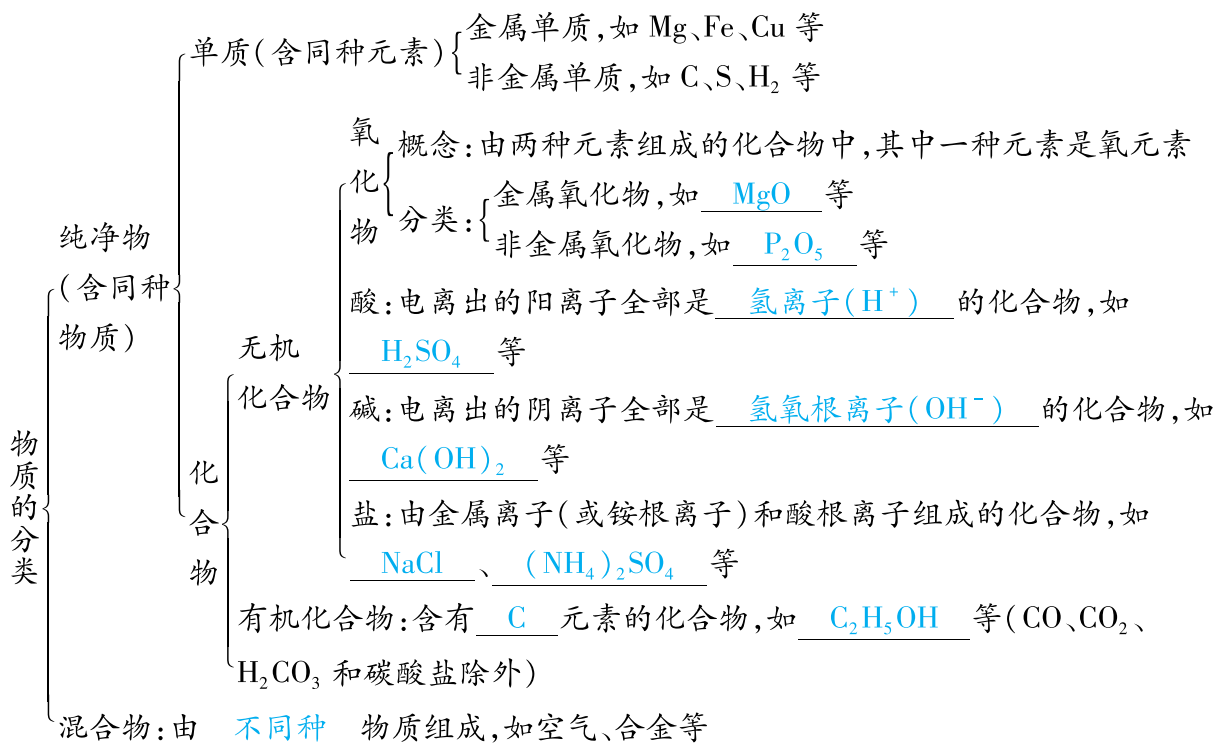 物质的分类
纯净物
(含同种
物质)
单质(含同种元素)
金属单质,如 Mg、Fe、Cu 等
非金属单质,如 C、S、H₂ 等
化合物
无机
化合物
氧化物
概念:由两种元素组成的化合物中,其中一种元素是氧元素
分类:
金属氧化物,如 MgO 等
非金属氧化物,如 P₂O₅ 等
酸:电离出的阳离子全部是 氢离子(H⁺) 的化合物,如
H₂SO₄ 等
碱:电离出的阴离子全部是 氢氧根离子(OH⁻) 的化合物,如
Ca(OH)₂ 等
盐:由金属离子(或铵根离子)和酸根离子组成的化合物,如
NaCl 、 (NH₄)₂SO₄ 等
有机化合物:含有 C 元素的化合物,如 C₂H₅OH 等(CO、CO₂、
H₂CO₃ 和碳酸盐除外)
混合物:由 不同种 物质组成,如空气、合金等